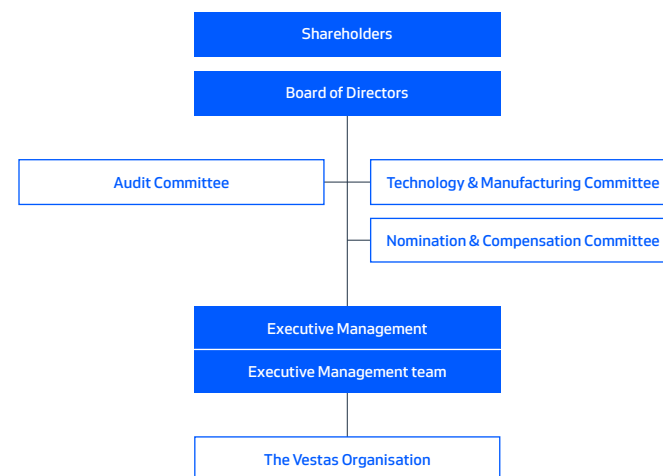 Shareholders
Board of Directors
Audit Committee
Technology & Manufacturing Committee
Nomination & Compensation Committee
Executive Management
Executive Management team
The Vestas Organisation